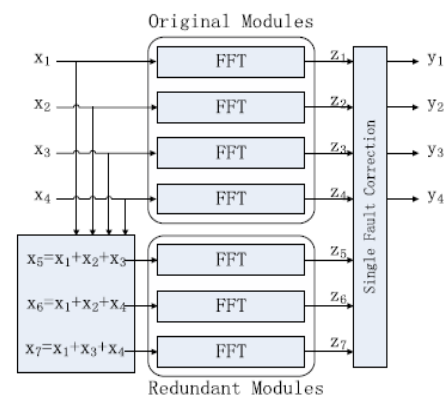 Original Modules
x₁ FFT z₁ y₁
x₂ FFT z₂ y₂
x₃ FFT z₃ y₃
x₄ FFT z₄ y₄
Single Fault Correction
x₅=x₁+x₂+x₃ FFT z₅
x₆=x₁+x₂+x₄ FFT z₆
x₇=x₁+x₃+x₄ FFT z₇
Redundant Modules